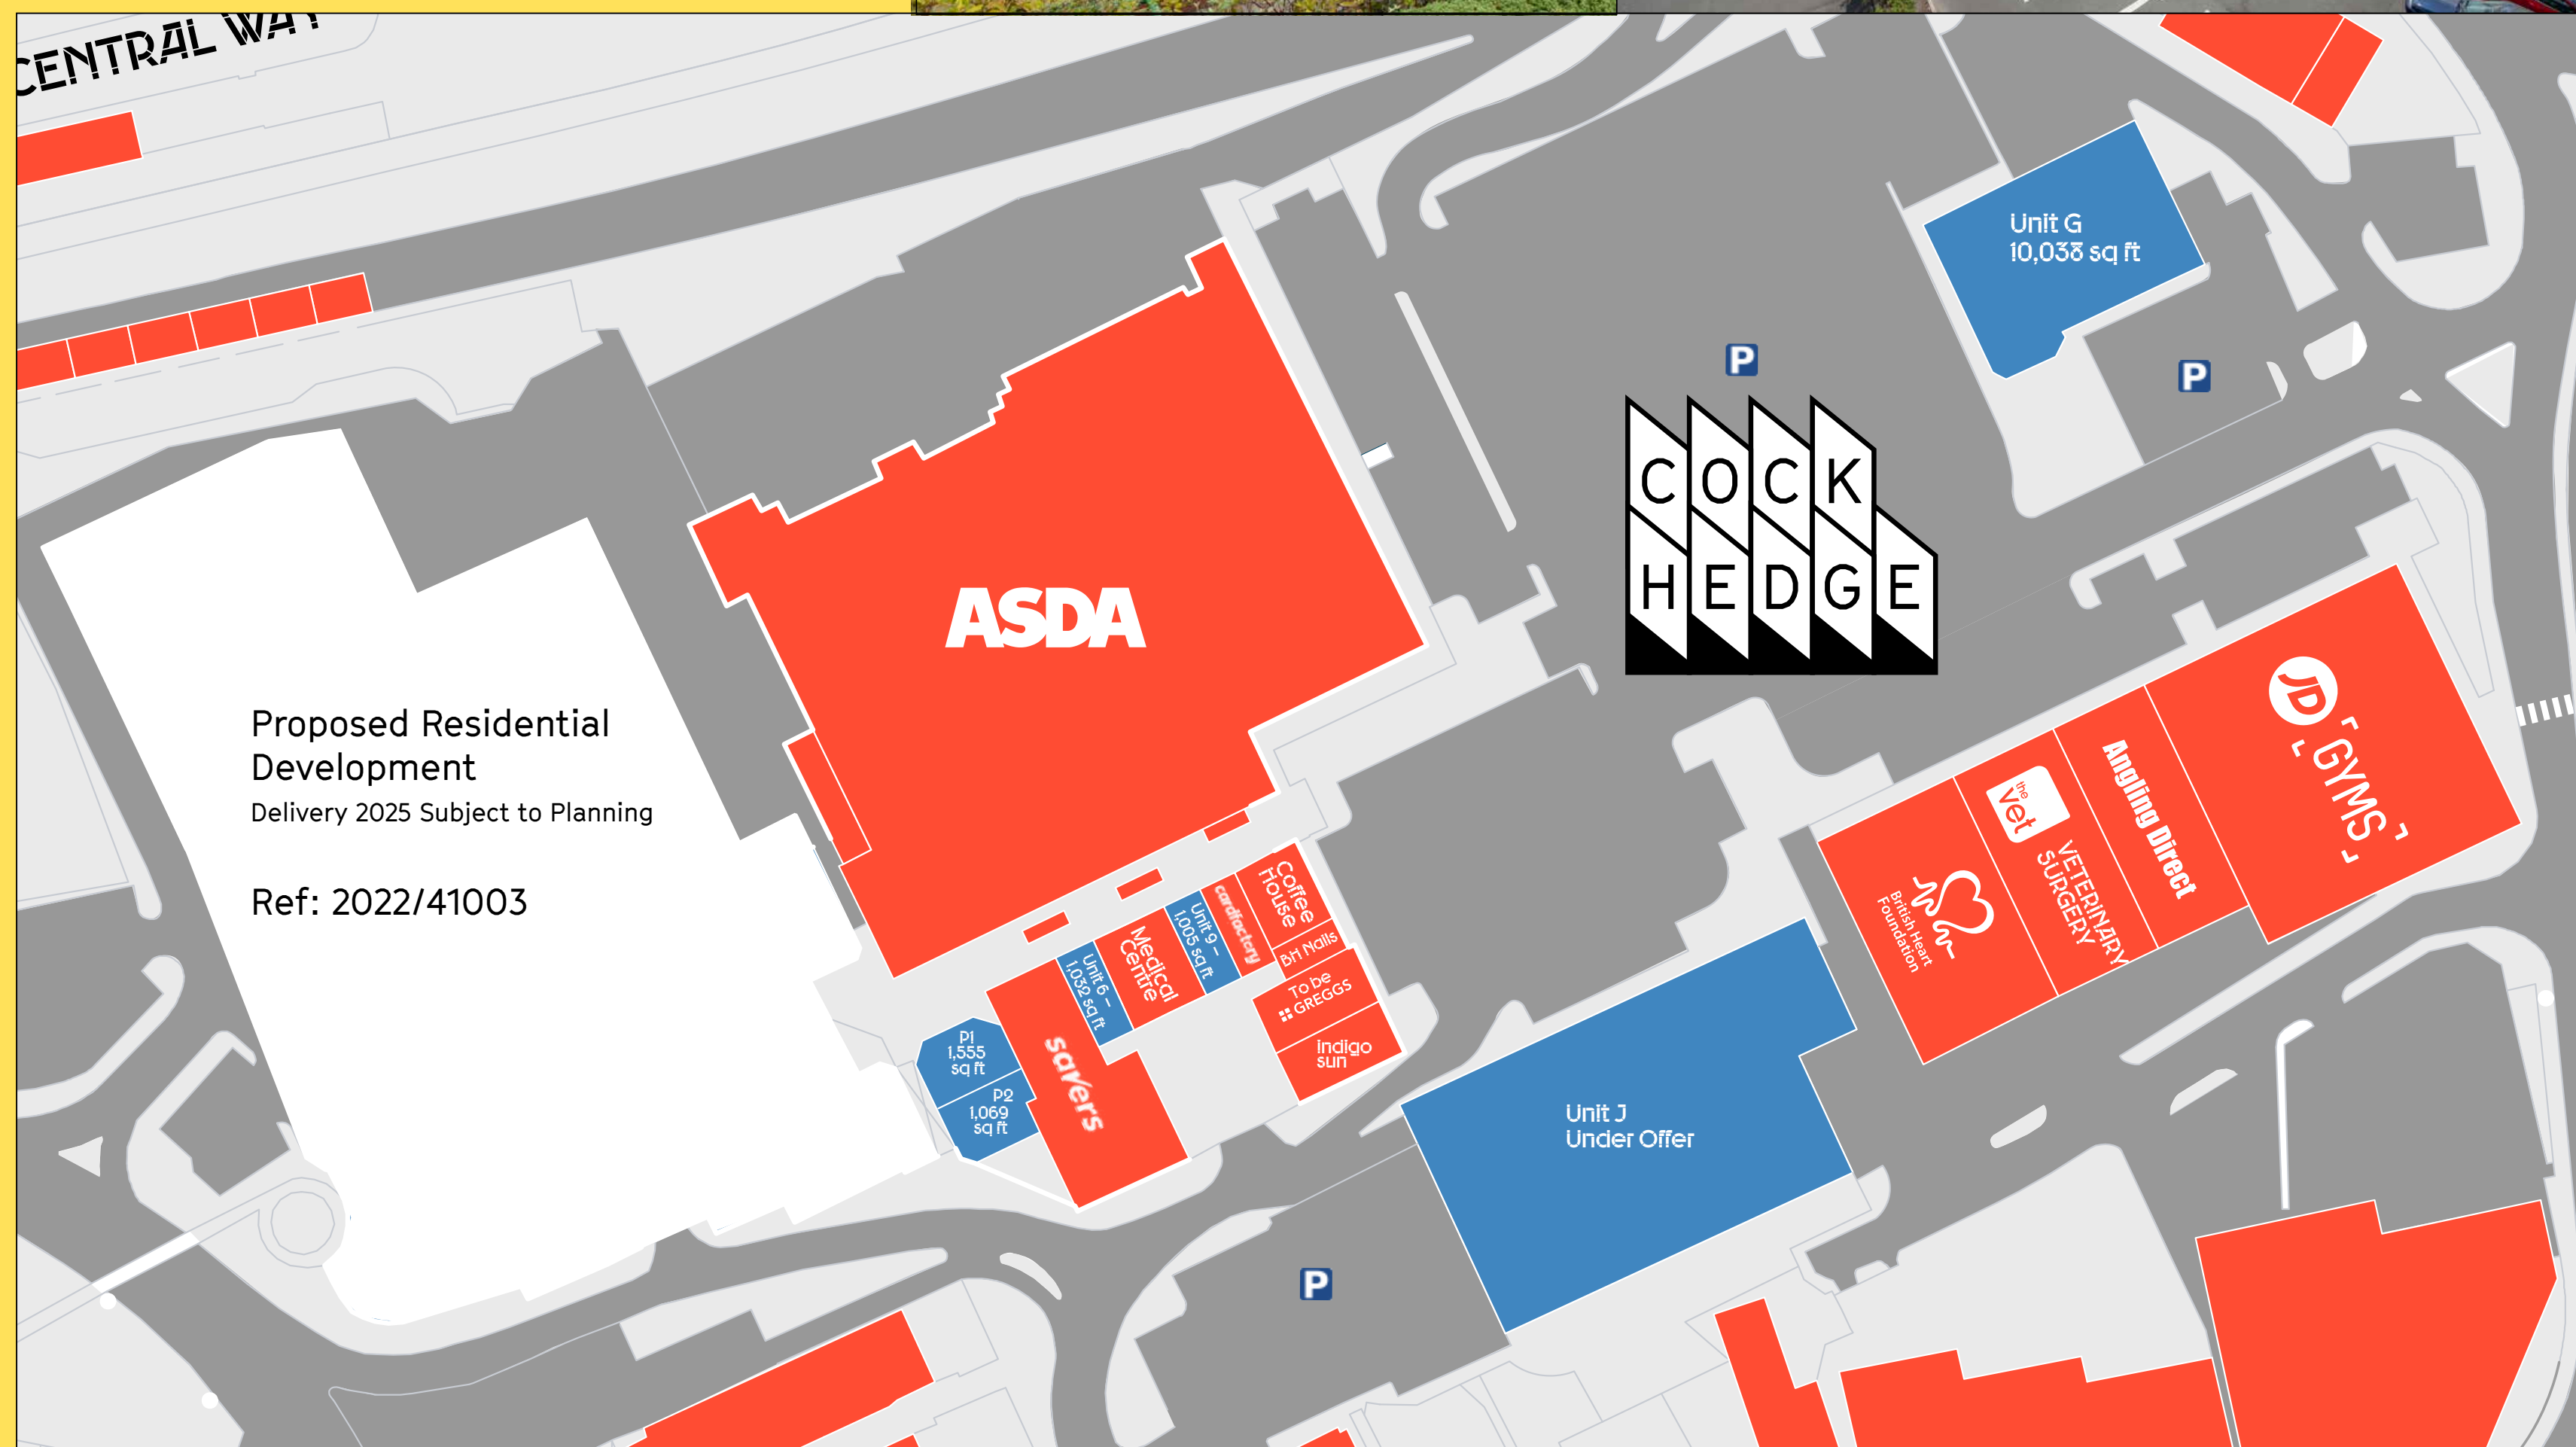 CENTRAL WAY
Unit G
10,038 sq ft
P
P
COCK
HEDGE
ASDA
Proposed Residential
Development
Delivery 2025 Subject to Planning
Ref: 2022/41003
JD
GYMS
Angling Direct
the
vet
VETERINARY
SURGERY
British Heart
Foundation
Coffee
House
cardfactory
Unit 9 –
1,005 sq ft
Medical
Centre
Unit 6 –
1,032 sq ft
BH Nails
To be
GREGGS
indigo
sun
savers
P1
1,555
sq ft
P2
1,069
sq ft
Unit J
Under Offer
P